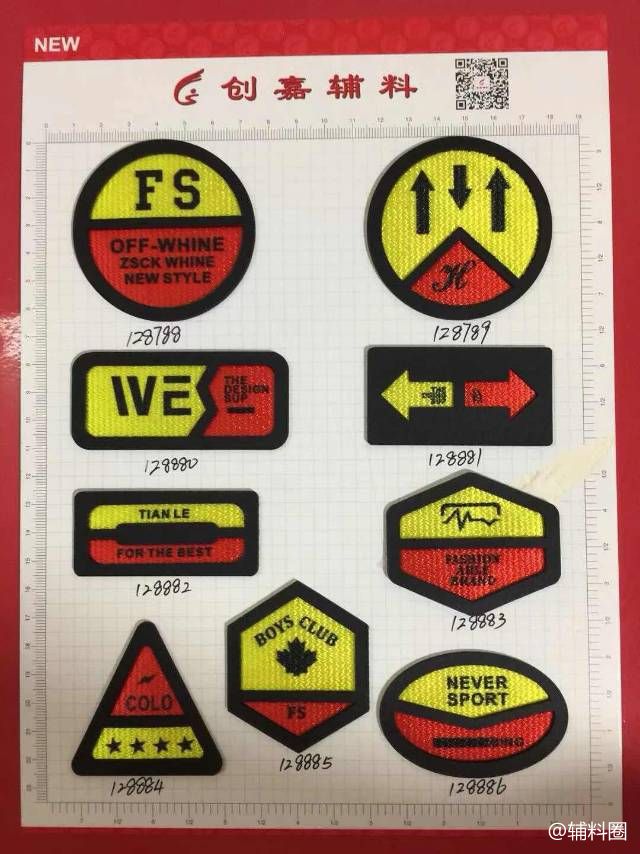 NEW
创嘉辅料
FS
OFF-WHINE
ZSCK WHINE
NEW STYLE
128788
H
128789
WE
THE
DESIGN
SUP
128880
128881
TIAN LE
FOR THE BEST
128882
FASHION
ABLE
BRAND
128883
COLO
128884
BOYS CLUB
FS
128885
NEVER
SPORT
128886
@辅料圈